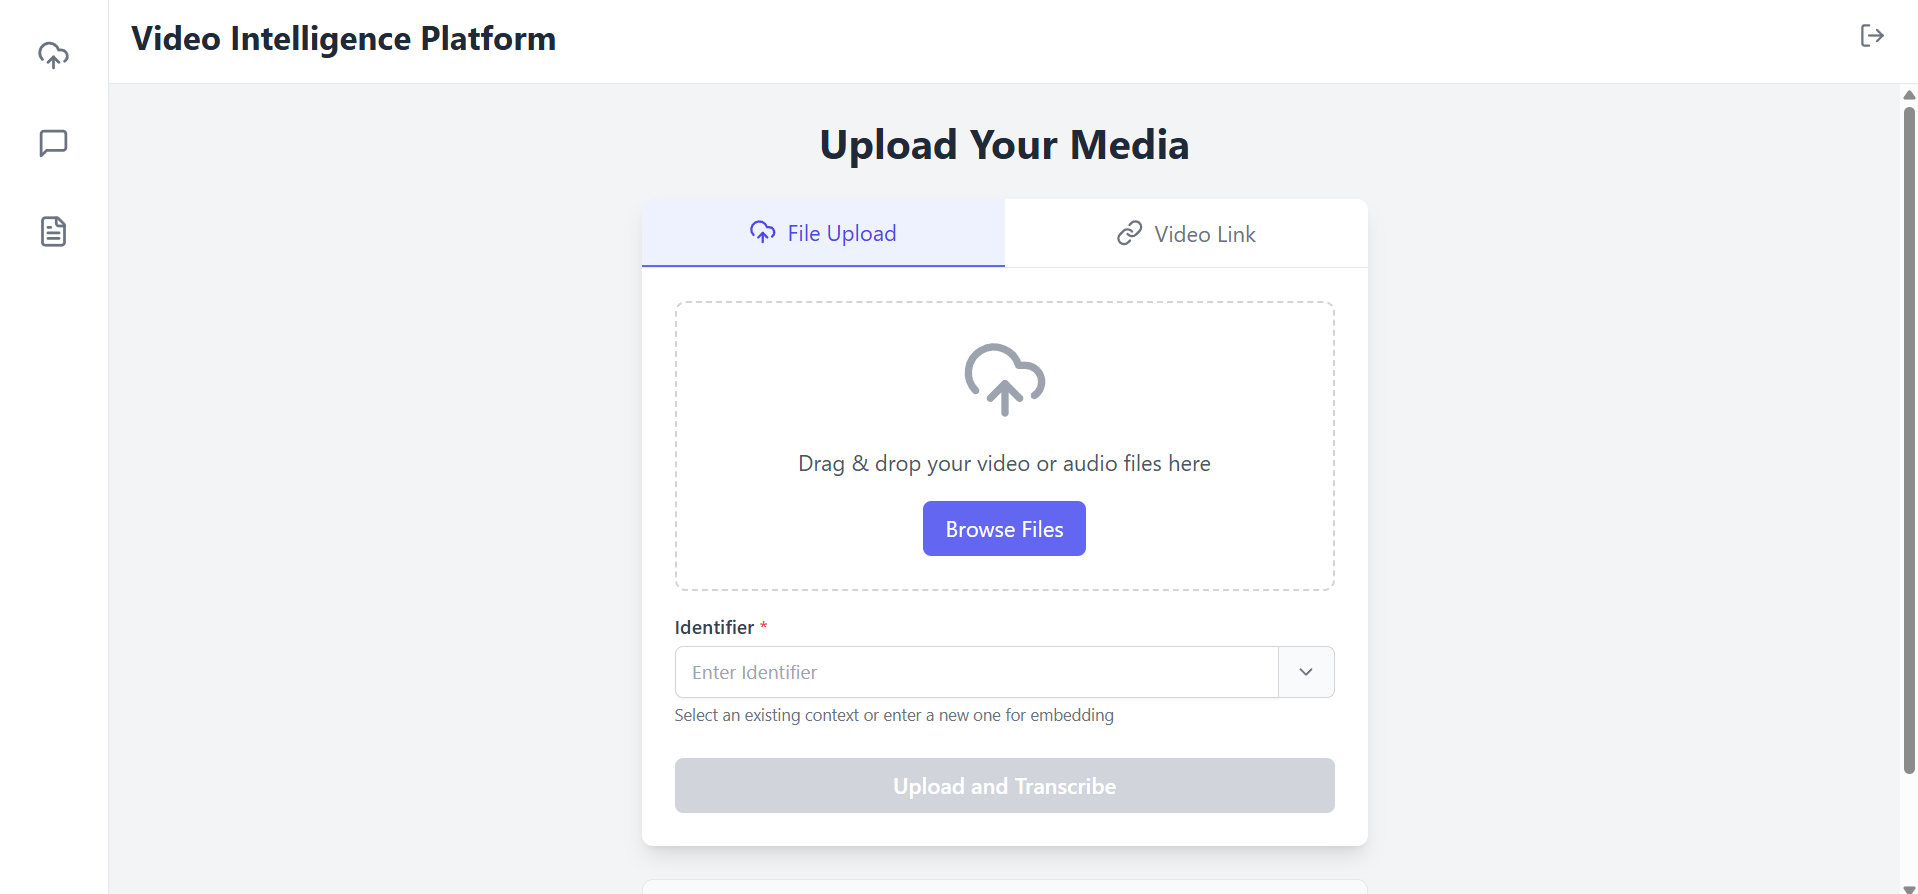 Video Intelligence Platform
Upload Your Media
File Upload
Video Link
Drag & drop your video or audio files here
Browse Files
Identifier *
Enter Identifier
Select an existing context or enter a new one for embedding
Upload and Transcribe